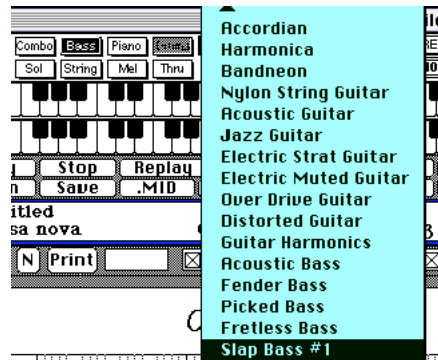 Combo Bass Piano
Sol String Mel Thru
Stop Replay
Save .MID
itled
sa nova
N Print
Accordian
Harmonica
Bandneon
Nylon String Guitar
Acoustic Guitar
Jazz Guitar
Electric Strat Guitar
Electric Muted Guitar
Over Drive Guitar
Distorted Guitar
Guitar Harmonics
Acoustic Bass
Fender Bass
Picked Bass
Fretless Bass
Slap Bass #1